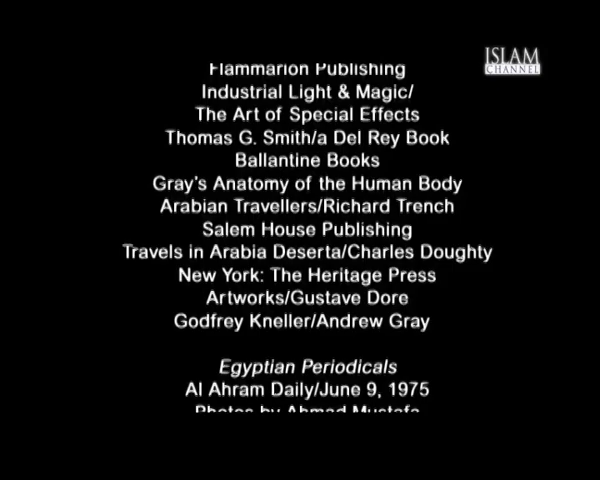 ISLAM
CHANNEL
Flammarion Publishing
Industrial Light & Magic/
The Art of Special Effects
Thomas G. Smith/a Del Rey Book
Ballantine Books
Gray's Anatomy of the Human Body
Arabian Travellers/Richard Trench
Salem House Publishing
Travels in Arabia Deserta/Charles Doughty
New York: The Heritage Press
Artworks/Gustave Dore
Godfrey Kneller/Andrew Gray
Egyptian Periodicals
Al Ahram Daily/June 9, 1975
Photos by Ahmad Mustafa